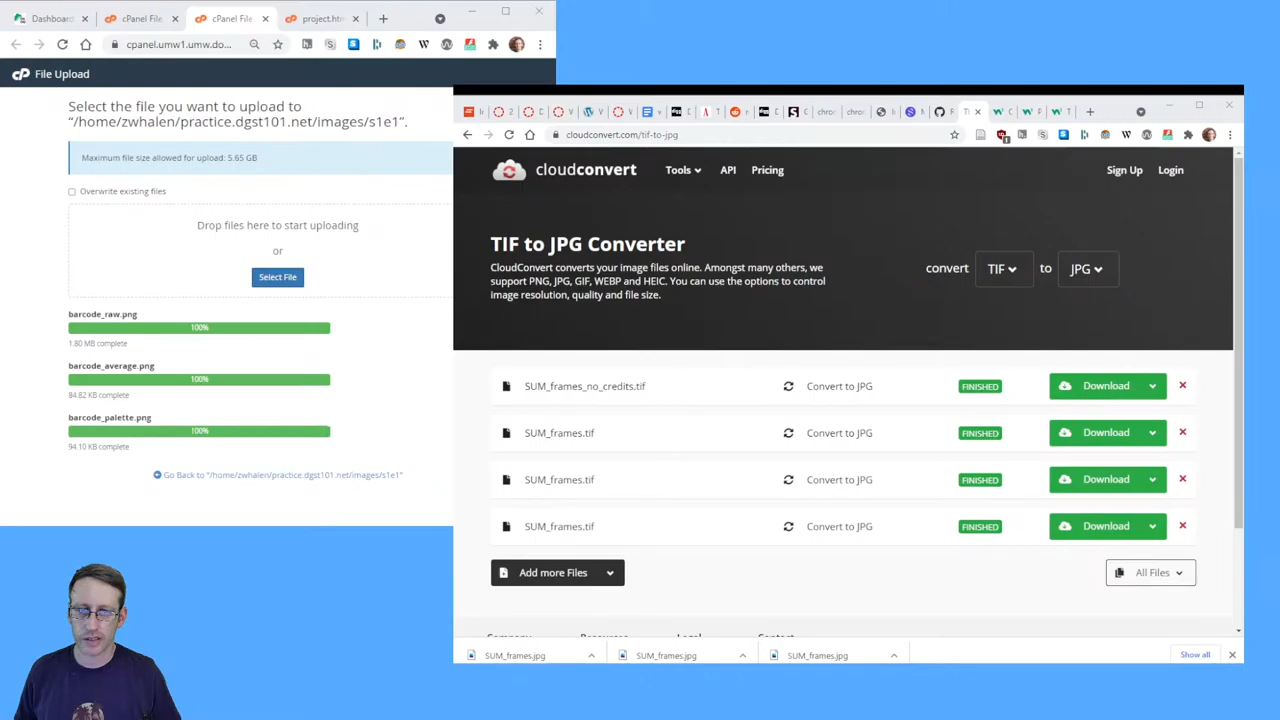 Dashboard
cPanel File
cPanel File
project.htm
cpanel.umw1.umw.do...
cP File Upload
Select the file you want to upload to
“/home/zwhalen/practice.dgst101.net/images/s1e1”.
Maximum file size allowed for upload: 5.65 GB
Overwrite existing files
Drop files here to start uploading
or
Select File
barcode_raw.png
100%
1.80 MB complete
barcode_average.png
100%
84.82 KB complete
barcode_palette.png
100%
94.10 KB complete
Go Back to “/home/zwhalen/practice.dgst101.net/images/s1e1”
cloudconvert.com/tif-to-jpg
cloudconvert
Tools
API
Pricing
Sign Up
Login
TIF to JPG Converter
CloudConvert converts your image files online. Amongst many others, we
support PNG, JPG, GIF, WEBP and HEIC. You can use the options to control
image resolution, quality and file size.
convert TIF to JPG
SUM_frames_no_credits.tif Convert to JPG FINISHED Download
SUM_frames.tif Convert to JPG FINISHED Download
SUM_frames.tif Convert to JPG FINISHED Download
SUM_frames.tif Convert to JPG FINISHED Download
Add more Files
All Files
SUM_frames.jpg
SUM_frames.jpg
SUM_frames.jpg
Show all